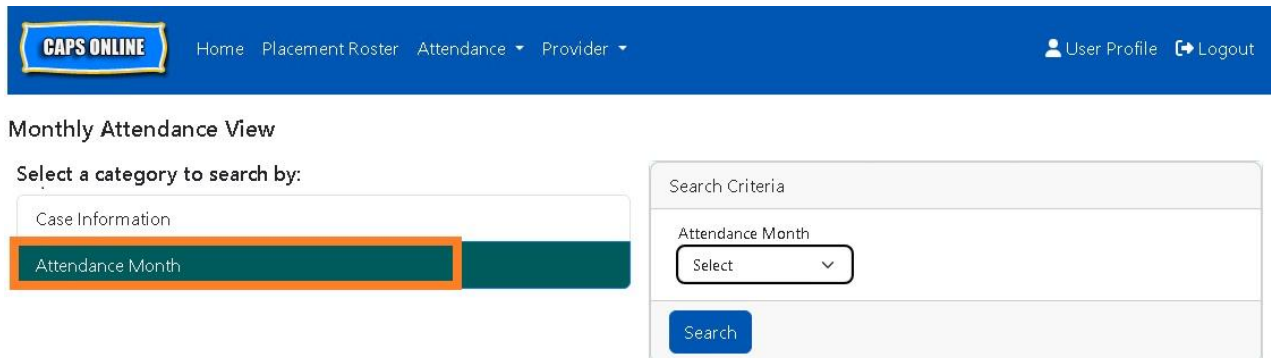 CAPS ONLINE Home Placement Roster Attendance Provider User Profile Logout
Monthly Attendance View
Select a category to search by:
Case Information
Attendance Month
Search Criteria
Attendance Month
Select
Search